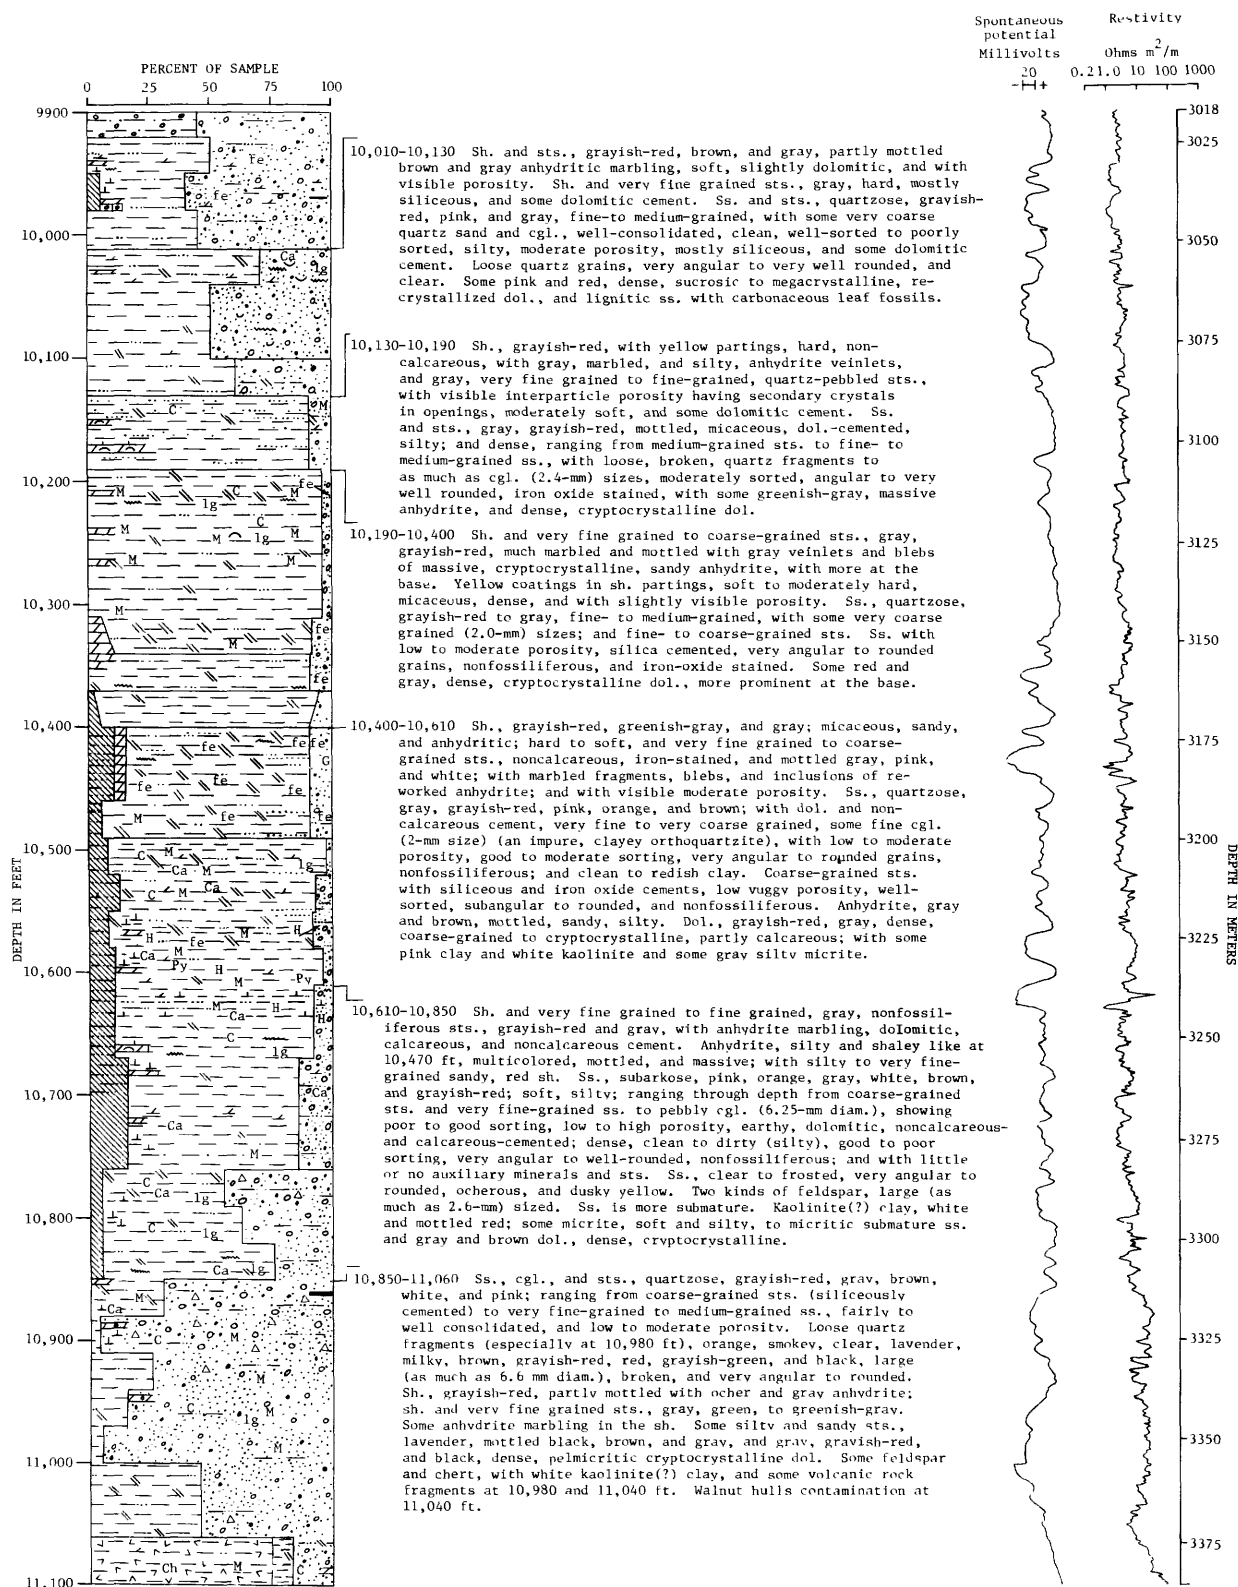 Spontaneous
potential
Millivolts
20
- +
Restivity
Ohms m2/m
0.2 1.0 10 100 1000
PERCENT OF SAMPLE
0 25 50 75 100
9900
10,000
10,100
10,200
10,300
10,400
10,500
10,600
10,700
10,800
10,900
11,000
11,100
DEPTH IN FEET
10,010-10,130 Sh. and sts., grayish-red, brown, and gray, partly mottled
brown and gray anhydritic marbling, soft, slightly dolomitic, and with
visible porosity. Sh. and very fine grained sts., gray, hard, mostly
siliceous, and some dolomitic cement. Ss. and sts., quartzose, grayish-
red, pink, and gray, fine-to medium-grained, with some very coarse
quartz sand and cgl., well-consolidated, clean, well-sorted to poorly
sorted, silty, moderate porosity, mostly siliceous, and some dolomitic
cement. Loose quartz grains, very angular to very well rounded, and
clear. Some pink and red, dense, sucrosic to megacrystalline, re-
crystallized dol., and lignitic ss. with carbonaceous leaf fossils.
10,130-10,190 Sh., grayish-red, with yellow partings, hard, non-
calcareous, with gray, marbled, and silty, anhydrite veinlets,
and gray, very fine grained to fine-grained, quartz-pebbled sts.,
with visible interparticle porosity having secondary crystals
in openings, moderately soft, and some dolomitic cement. Ss.
and sts., gray, grayish-red, mottled, micaceous, dol.-cemented,
silty; and dense, ranging from medium-grained sts. to fine- to
medium-grained ss., with loose, broken, quartz fragments to
as much as cgl. (2.4-mm) sizes, moderately sorted, angular to very
well rounded, iron oxide stained, with some greenish-gray, massive
anhydrite, and dense, cryptocrystalline dol.
10,190-10,400 Sh. and very fine grained to coarse-grained sts., gray,
grayish-red, much marbled and mottled with gray veinlets and blebs
of massive, cryptocrystalline, sandy anhydrite, with more at the
base. Yellow coatings in sh. partings, soft to moderately hard,
micaceous, dense, and with slightly visible porosity. Ss., quartzose,
grayish-red to gray, fine- to medium-grained, with some very coarse
grained (2.0-mm) sizes; and fine- to coarse-grained sts. Ss. with
low to moderate porosity, silica cemented, very angular to rounded
grains, nonfossiliferous, and iron-oxide stained. Some red and
gray, dense, cryptocrystalline dol., more prominent at the base.
10,400-10,610 Sh., grayish-red, greenish-gray, and gray; micaceous, sandy,
and anhydritic; hard to soft, and very fine grained to coarse-
grained sts., noncalcareous, iron-stained, and mottled gray, pink,
and white; with marbled fragments, blebs, and inclusions of re-
worked anhydrite; and with visible moderate porosity. Ss., quartzose,
gray, grayish-red, pink, orange, and brown; with dol. and non-
calcareous cement, very fine to very coarse grained, some fine cgl.
(2-mm size) (an impure, clayey orthoquartzite), with low to moderate
porosity, good to moderate sorting, very angular to rounded grains,
nonfossiliferous; and clean to redish clay. Coarse-grained sts.
with siliceous and iron oxide cements, low vuggy porosity, well-
sorted, subangular to rounded, and nonfossiliferous. Anhydrite, gray
and brown, mottled, sandy, silty. Dol., grayish-red, gray, dense,
coarse-grained to cryptocrystalline, partly calcareous; with some
pink clay and white kaolinite and some gray silty micrite.
10,610-10,850 Sh. and very fine grained to fine grained, gray, nonfossil-
iferous sts., grayish-red and gray, with anhydrite marbling, dolomitic,
calcareous, and noncalcareous cement. Anhydrite, silty and shaley like at
10,470 ft, multicolored, mottled, and massive; with silty to very fine-
grained sandy, red sh. Ss., subarkose, pink, orange, gray, white, brown,
and grayish-red; soft, silty; ranging through depth from coarse-grained
sts. and very fine-grained ss. to pebbly cgl. (6.25-mm diam.), showing
poor to good sorting, low to high porosity, earthy, dolomitic, noncalcareous-
and calcareous-cemented; dense, clean to dirty (silty), good to poor
sorting, very angular to well-rounded, nonfossiliferous; and with little
or no auxiliary minerals and sts. Ss., clear to frosted, very angular to
rounded, ocherous, and dusky yellow. Two kinds of feldspar, large (as
much as 2.6-mm) sized. Ss. is more submature. Kaolinite(?) clay, white
and mottled red; some micrite, soft and silty, to micritic submature ss.
and gray and brown dol., dense, cryptocrystalline.
10,850-11,060 Ss., cgl., and sts., quartzose, grayish-red, gray, brown,
white, and pink; ranging from coarse-grained sts. (siliceously
cemented) to very fine-grained to medium-grained ss., fairly to
well consolidated, and low to moderate porosity. Loose quartz
fragments (especially at 10,980 ft), orange, smokey, clear, lavender,
milky, brown, grayish-red, red, grayish-green, and black, large
(as much as 6.6 mm diam.), broken, and very angular to rounded.
Sh., grayish-red, partly mottled with ocher and gray anhydrite;
sh. and very fine grained sts., gray, green, to greenish-gray.
Some anhydrite marbling in the sh. Some silty and sandy sts.,
lavender, mottled black, brown, and gray, and gray, grayish-red,
and black, dense, pelmicritic cryptocrystalline dol. Some feldspar
and chert, with white kaolinite(?) clay, and some volcanic rock
fragments at 10,980 and 11,040 ft. Walnut hulls contamination at
11,040 ft.
3018
3025
3050
3075
3100
3125
3150
3175
3200
3225
3250
3275
3300
3325
3350
3375
DEPTH IN METERS